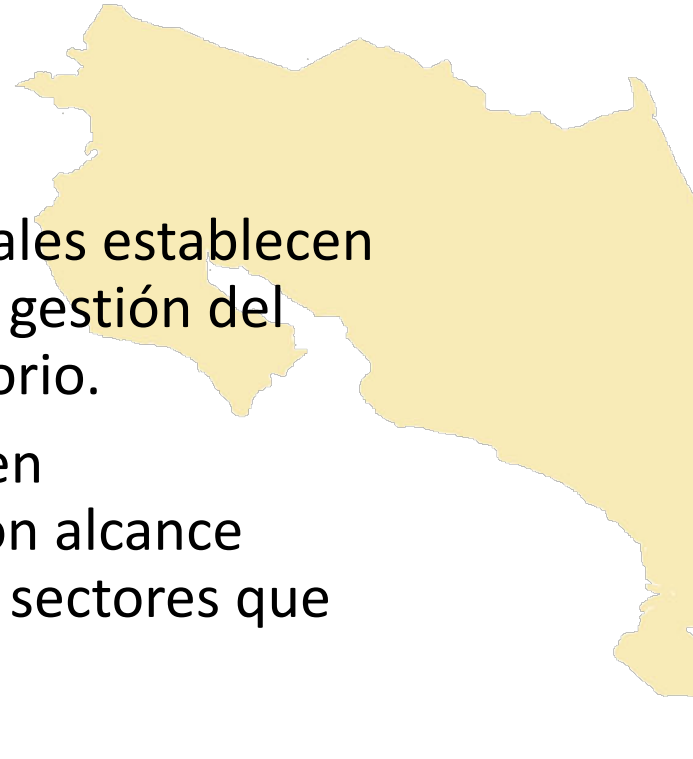 ales establecen
gestión del
orio.
en
on alcance
sectores que